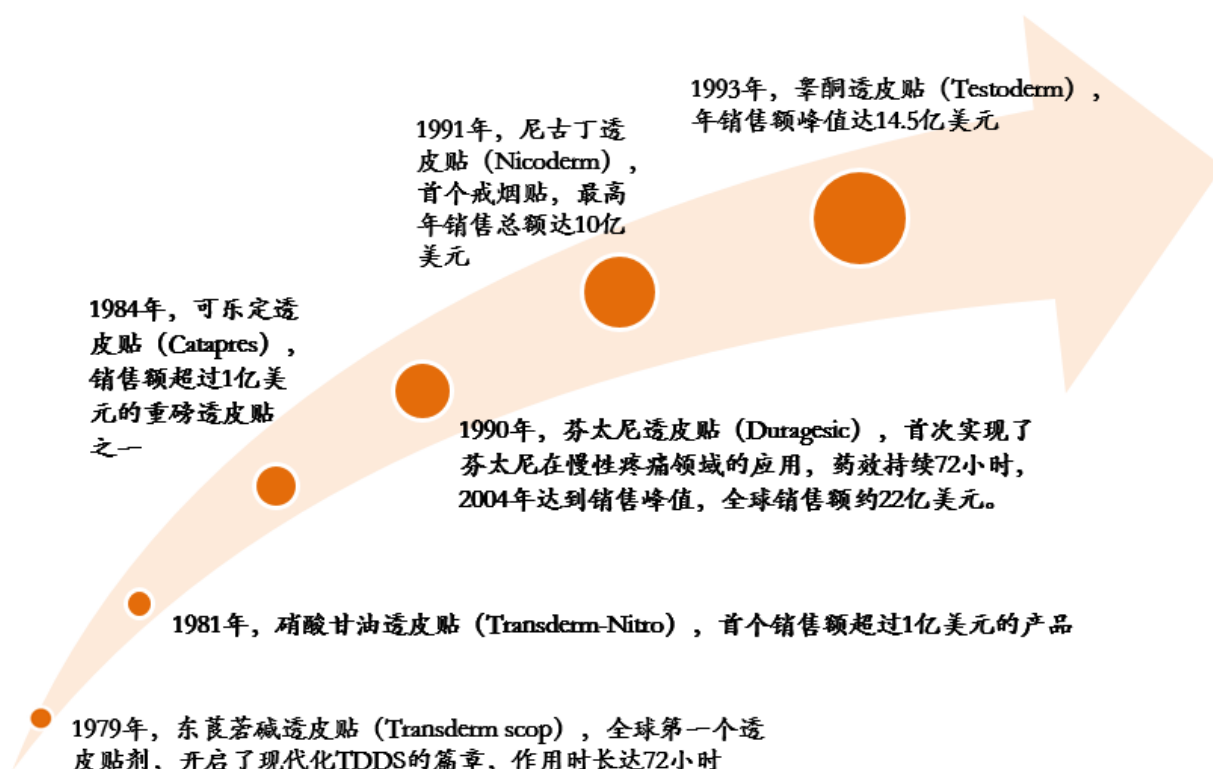 1993年，睾酮透皮贴（Testoderm），
年销售额峰值达14.5亿美元
1991年，尼古丁透
皮贴（Nicoderm），
首个戒烟贴，最高
年销售总额达10亿
美元
1984年，可乐定透
皮贴（Catapres），
销售额超过1亿美
元的重磅透皮贴
之一
1990年，芬太尼透皮贴（Duragesic），首次实现了
芬太尼在慢性疼痛领域的应用，药效持续72小时，
2004年达到销售峰值，全球销售额约22亿美元。
1981年，硝酸甘油透皮贴（Transderm-Nitro），首个销售额超过1亿美元的产品
1979年，东莨菪碱透皮贴（Transderm scop），全球第一个透
皮贴剂，开启了现代化TDDS的篇章，作用时长达72小时